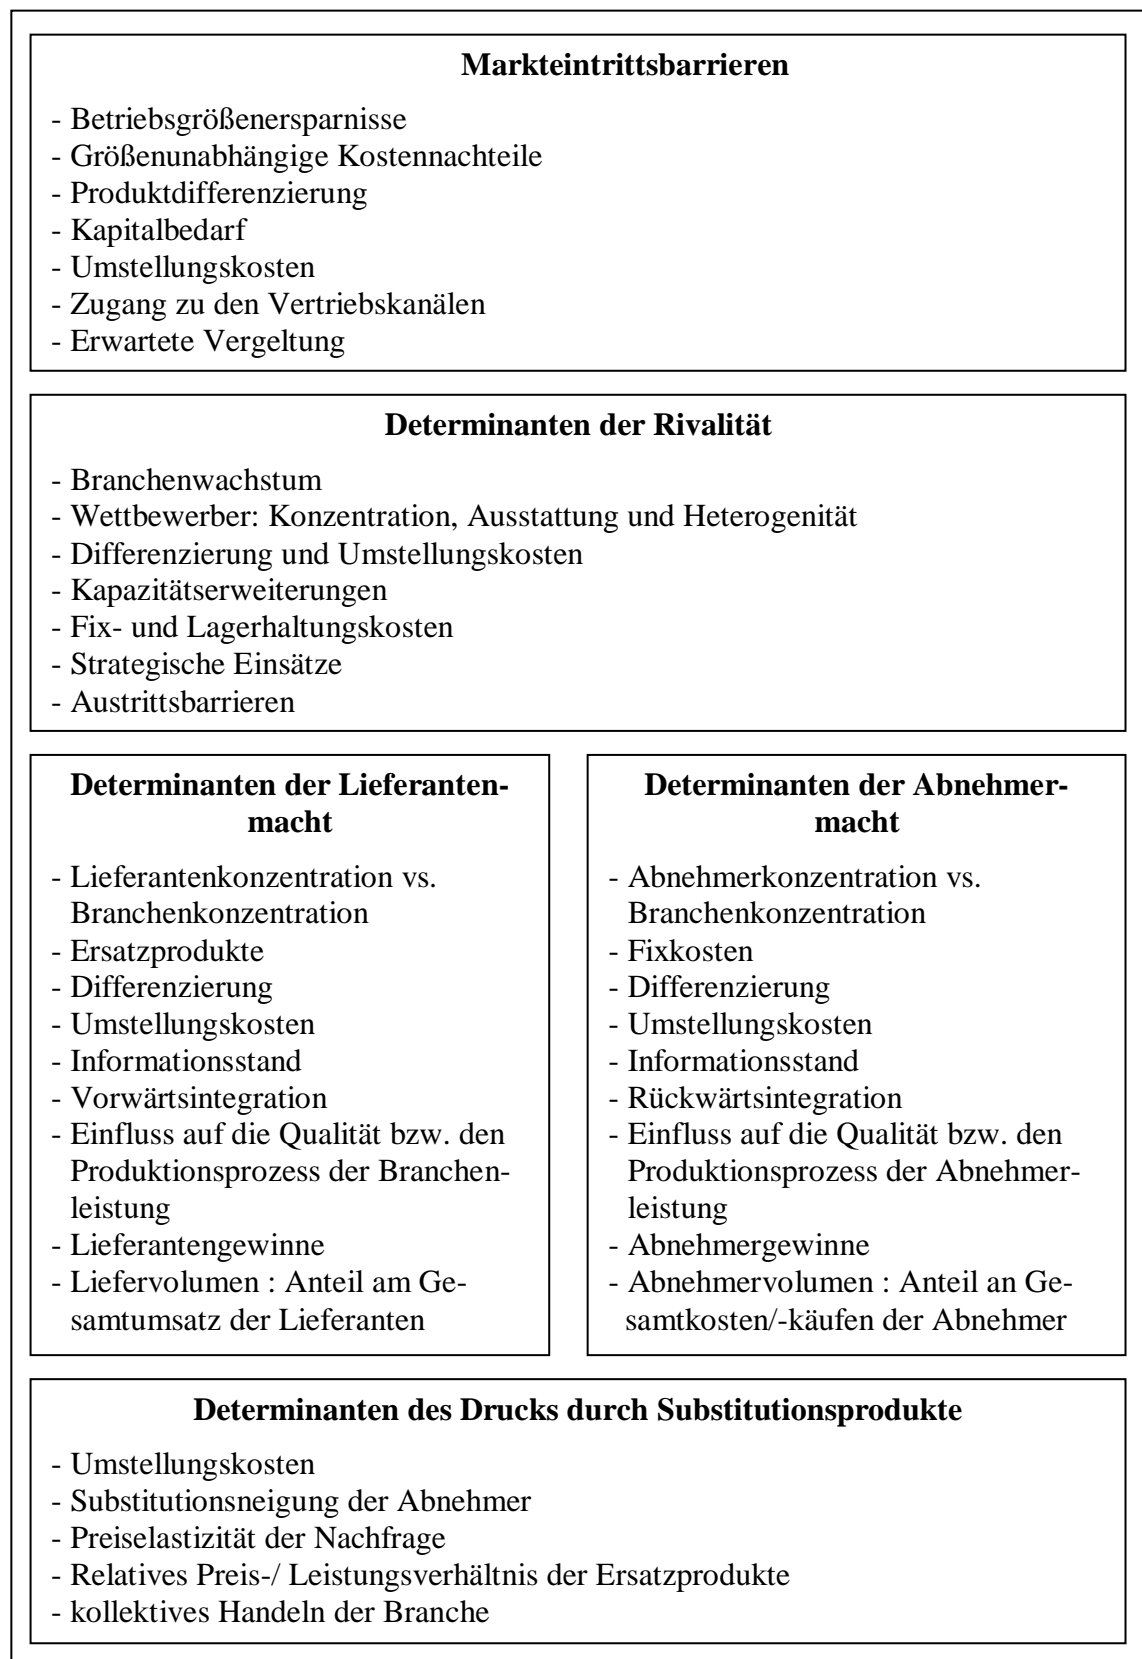 Markteintrittsbarrieren
- Betriebsgrößenersparnisse
- Größenunabhängige Kostennachteile
- Produktdifferenzierung
- Kapitalbedarf
- Umstellungskosten
- Zugang zu den Vertriebskanälen
- Erwartete Vergeltung
Determinanten der Rivalität
- Branchenwachstum
- Wettbewerber: Konzentration, Ausstattung und Heterogenität
- Differenzierung und Umstellungskosten
- Kapazitätserweiterungen
- Fix- und Lagerhaltungskosten
- Strategische Einsätze
- Austrittsbarrieren
Determinanten der Lieferanten-
macht
- Lieferantenkonzentration vs.
Branchenkonzentration
- Ersatzprodukte
- Differenzierung
- Umstellungskosten
- Informationsstand
- Vorwärtsintegration
- Einfluss auf die Qualität bzw. den
Produktionsprozess der Branchen-
leistung
- Lieferantengewinne
- Liefervolumen : Anteil am Ge-
samtumsatz der Lieferanten
Determinanten der Abnehmer-
macht
- Abnehmerkonzentration vs.
Branchenkonzentration
- Fixkosten
- Differenzierung
- Umstellungskosten
- Informationsstand
- Rückwärtsintegration
- Einfluss auf die Qualität bzw. den
Produktionsprozess der Abnehmer-
leistung
- Abnehmergewinne
- Abnehmervolumen : Anteil an Ge-
samtkosten/-käufen der Abnehmer
Determinanten des Drucks durch Substitutionsprodukte
- Umstellungskosten
- Substitutionsneigung der Abnehmer
- Preiselastizität der Nachfrage
- Relatives Preis-/ Leistungsverhältnis der Ersatzprodukte
- kollektives Handeln der Branche